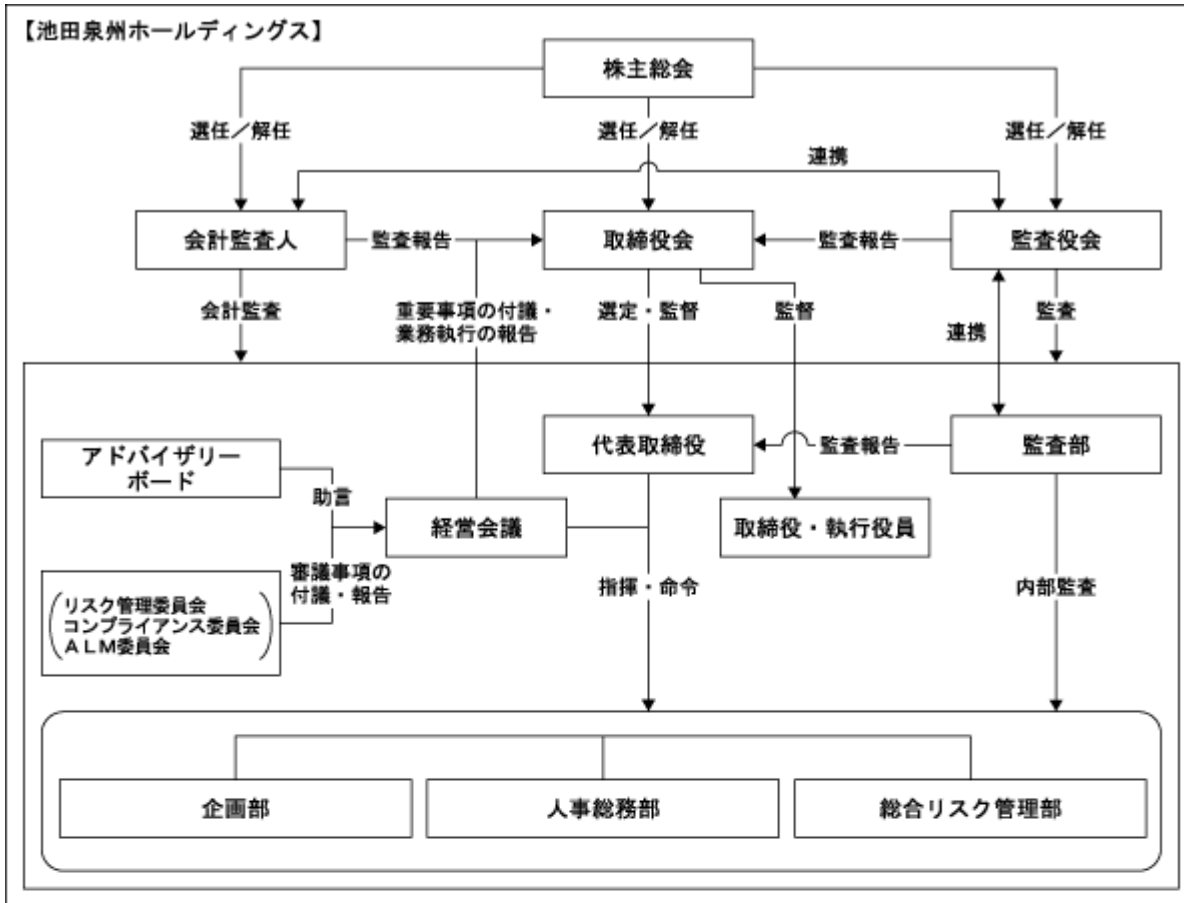 【池田泉州ホールディングス】
株主総会
選任／解任
選任／解任
選任／解任
連携
会計監査人
監査報告
取締役会
監査報告
監査役会
会計監査
重要事項の付議・
業務執行の報告
選定・監督
監督
連携
監査
アドバイザリー
ボード
代表取締役
監査報告
監査部
助言
経営会議
取締役・執行役員
審議事項の
付議・報告
リスク管理委員会
コンプライアンス委員会
ＡＬＭ委員会
指揮・命令
内部監査
企画部
人事総務部
総合リスク管理部